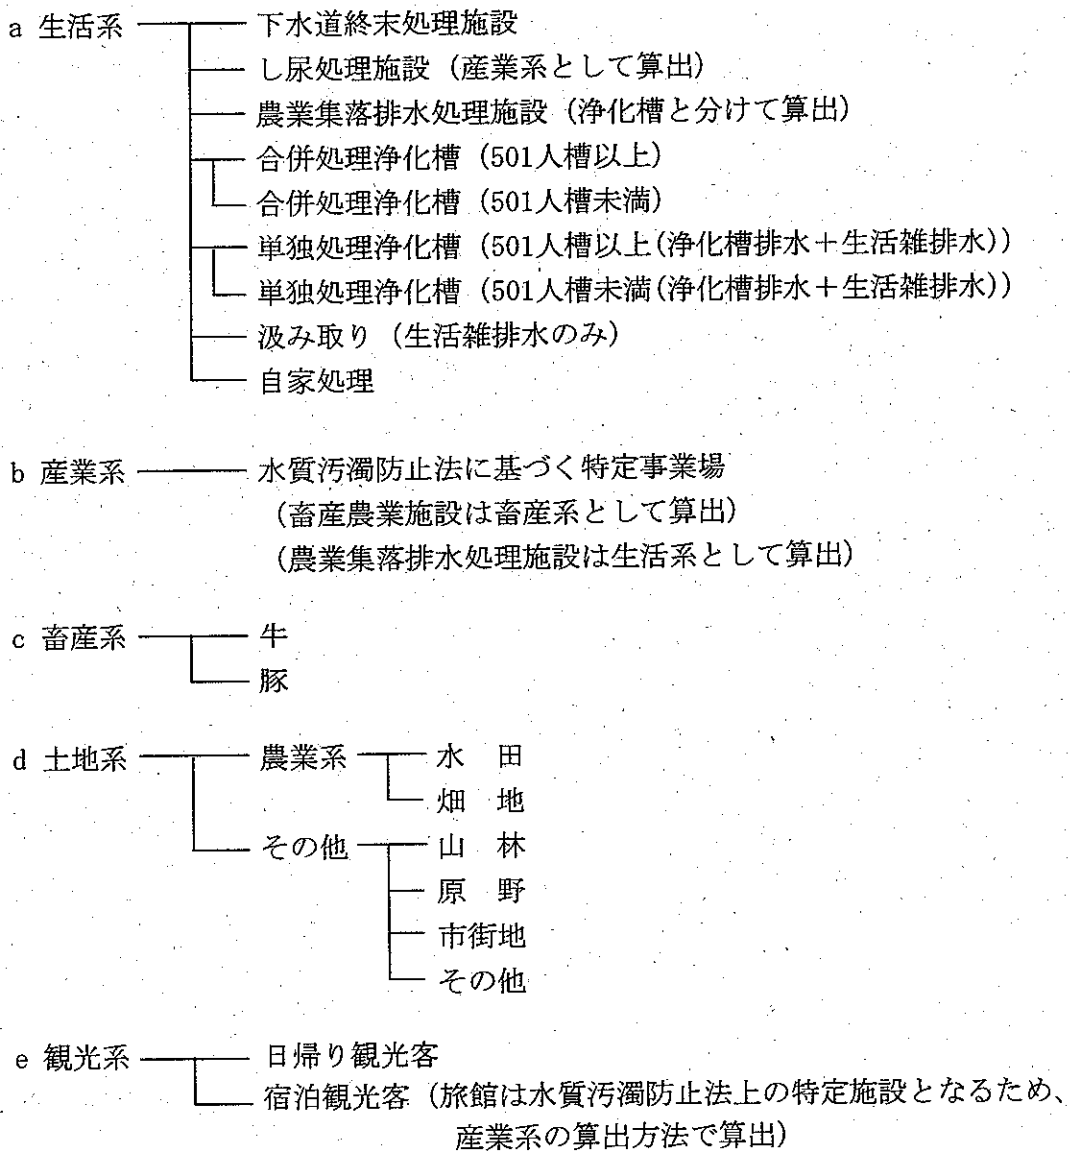 a 生活系 下水道終末処理施設
し尿処理施設（産業系として算出）
農業集落排水処理施設（浄化槽と分けて算出）
合併処理浄化槽（501人槽以上）
合併処理浄化槽（501人槽未満）
単独処理浄化槽（501人槽以上(浄化槽排水＋生活雑排水)）
単独処理浄化槽（501人槽未満(浄化槽排水＋生活雑排水)）
汲み取り（生活雑排水のみ）
自家処理
b 産業系 水質汚濁防止法に基づく特定事業場
（畜産農業施設は畜産系として算出）
（農業集落排水処理施設は生活系として算出）
c 畜産系 牛
豚
d 土地系 農業系 水　田
畑　地
その他 山　林
原　野
市街地
その他
e 観光系 日帰り観光客
宿泊観光客（旅館は水質汚濁防止法上の特定施設となるため、
産業系の算出方法で算出）